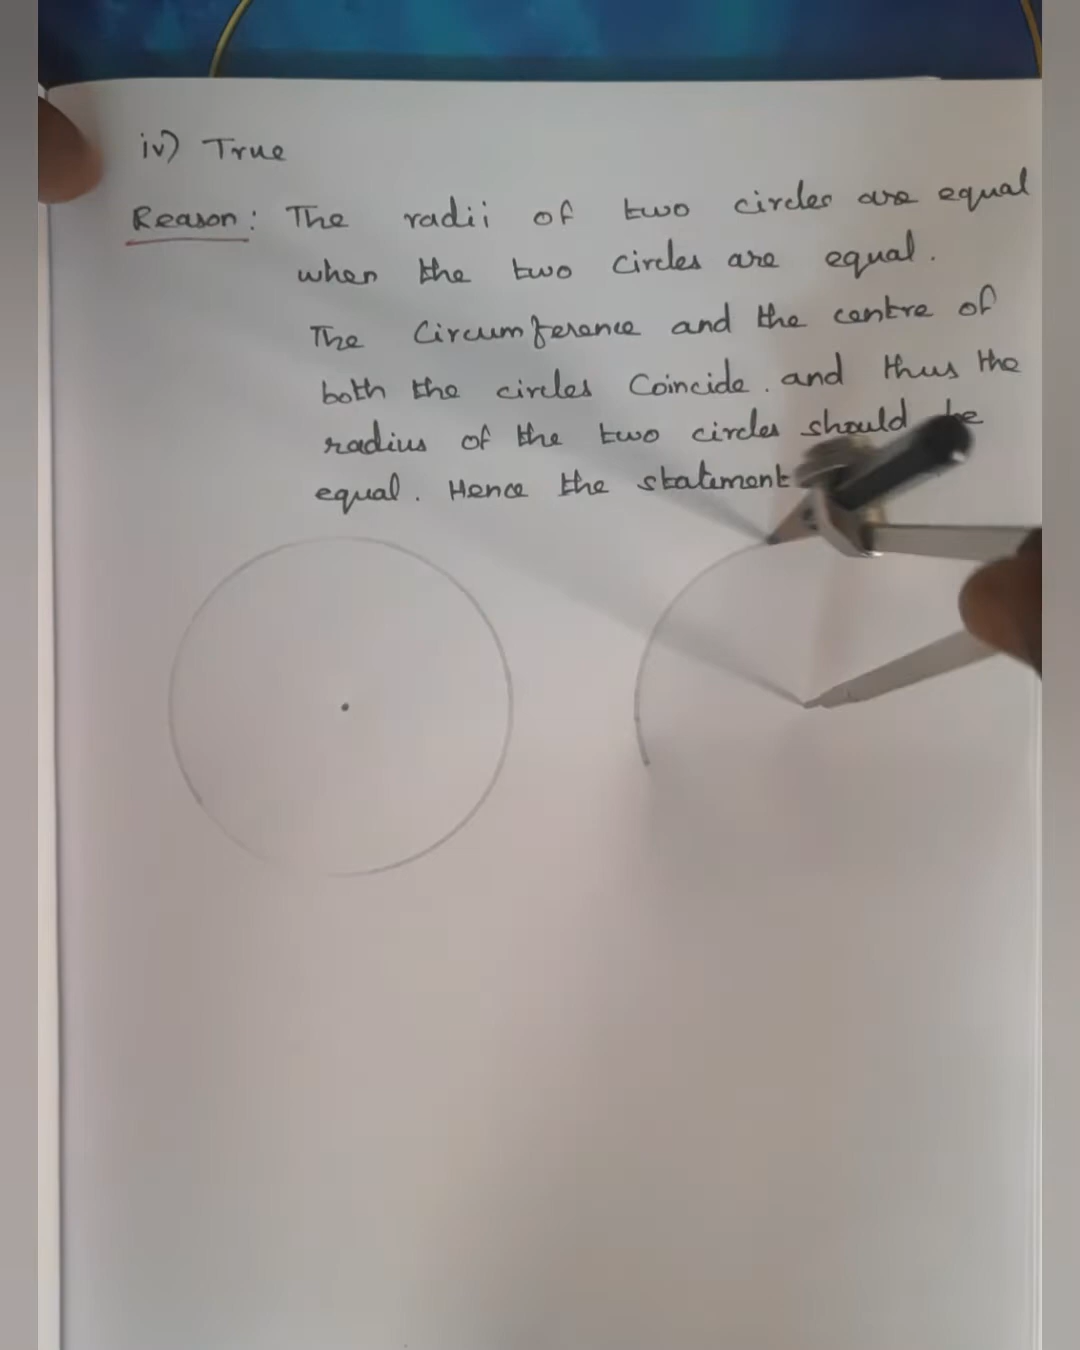 iv) True
Reason: The radii of two circles are equal
when the two circles are equal.
The Circumference and the centre of
both the circles Coincide. and thus the
radius of the two circles should be
equal. Hence the statement